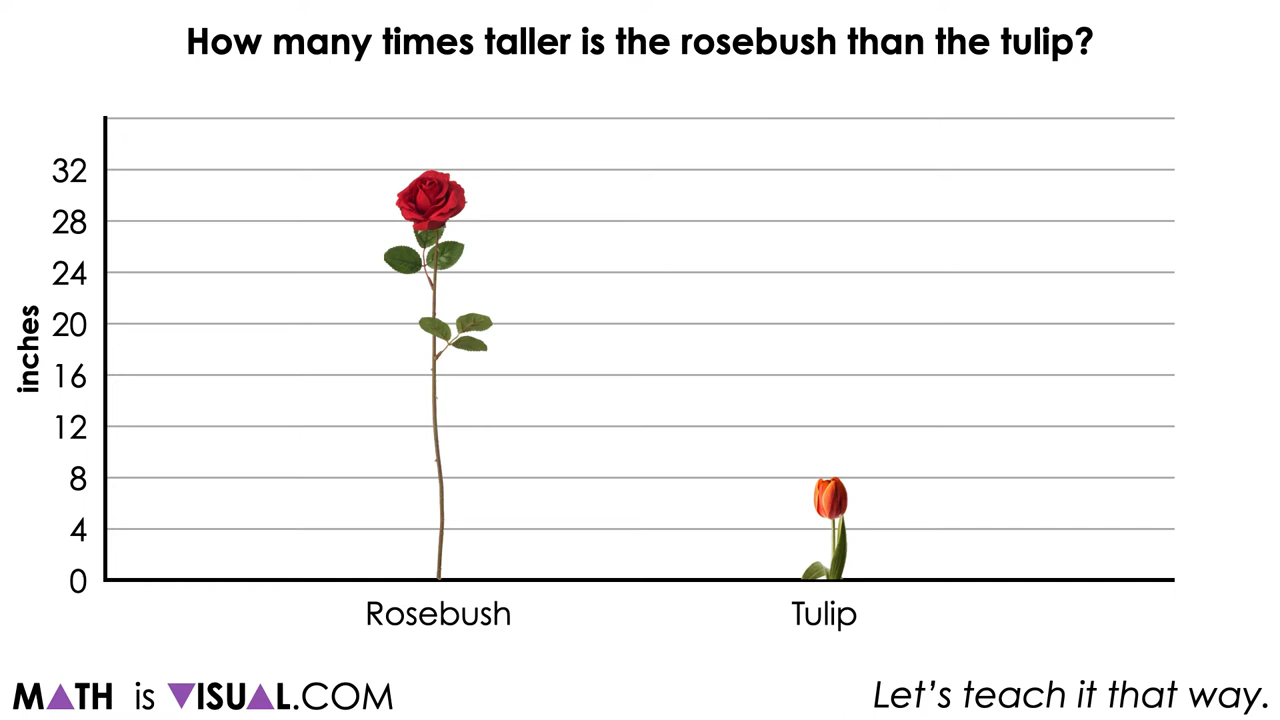 How many times taller is the rosebush than the tulip?
inches
32
28
24
20
16
12
8
4
0
Rosebush Tulip
MATH is VISUAL.COM
Let's teach it that way.